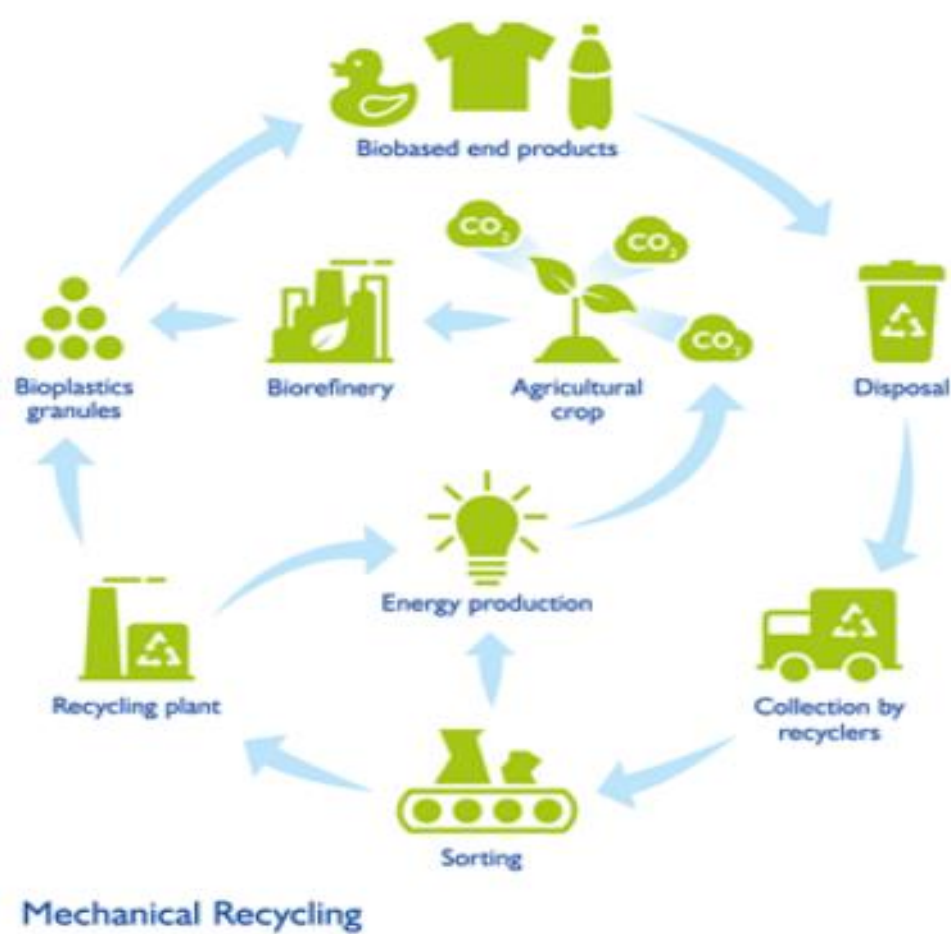 Biobased end products
CO2
CO2
CO2
Bioplastics
granules
Biorefinery
Agricultural
crop
Disposal
Energy production
Recycling plant
Collection by
recyclers
Sorting
Mechanical Recycling